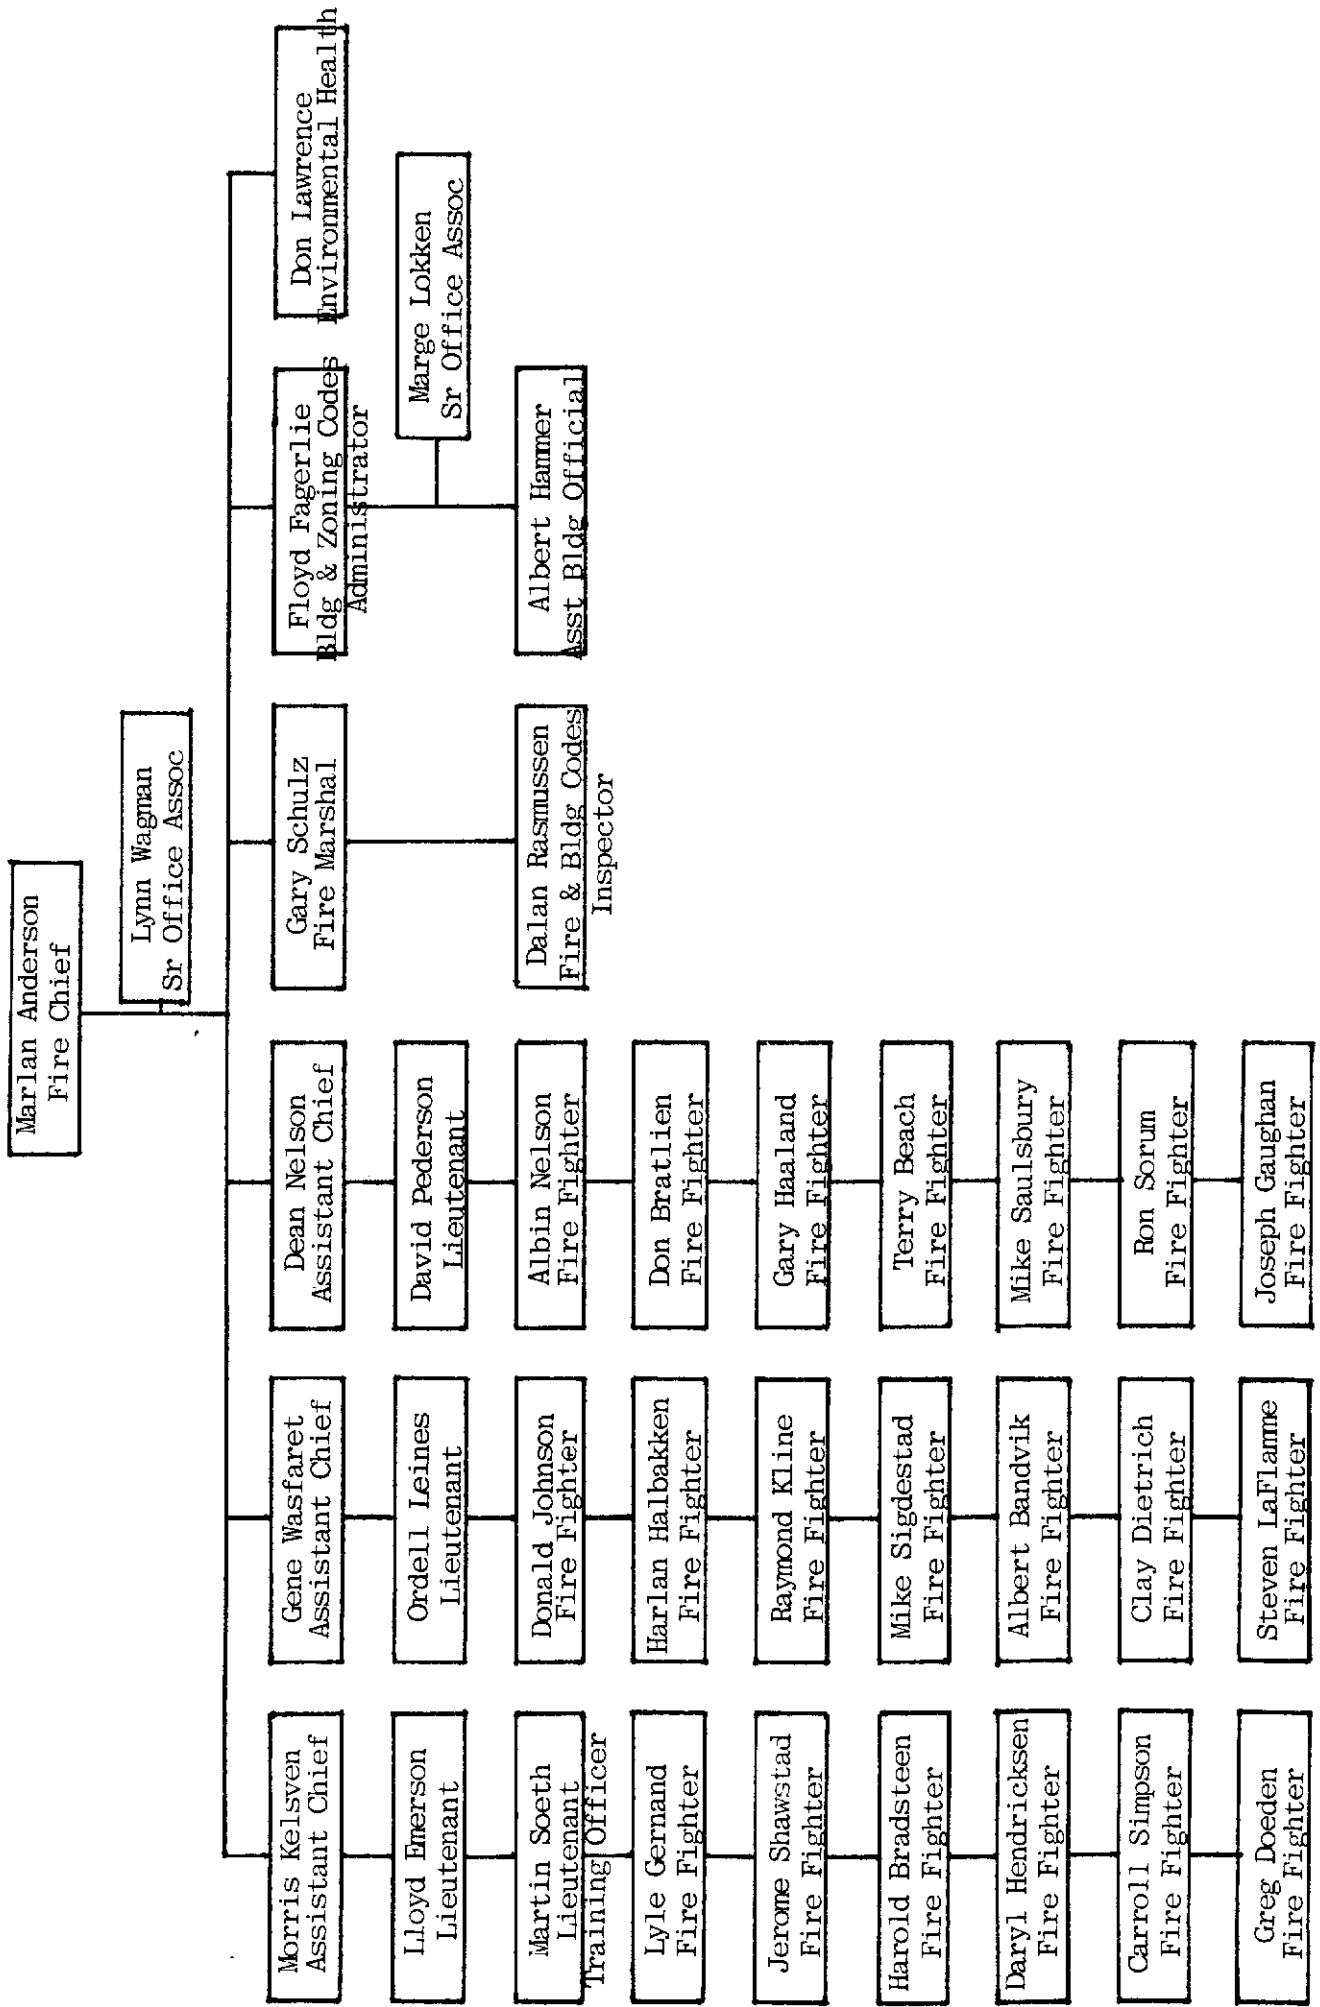 Marlan Anderson
Fire Chief
Lynn Wagman
Sr Office Assoc
Morris Kelsven
Assistant Chief
Lloyd Emerson
Lieutenant
Martin Soeth
Lieutenant
Training Officer
Lyle Gernand
Fire Fighter
Jerome Shawstad
Fire Fighter
Harold Bradsteen
Fire Fighter
Daryl Hendricksen
Fire Fighter
Carroll Simpson
Fire Fighter
Greg Doeden
Fire Fighter
Gene Wasfaret
Assistant Chief
Ordell Leines
Lieutenant
Donald Johnson
Fire Fighter
Harlan Halbakken
Fire Fighter
Raymond Kline
Fire Fighter
Mike Sigdestad
Fire Fighter
Albert Bandvik
Fire Fighter
Clay Dietrich
Fire Fighter
Steven LaFlamme
Fire Fighter
Dean Nelson
Assistant Chief
David Pederson
Lieutenant
Albin Nelson
Fire Fighter
Don Bratlien
Fire Fighter
Gary Haaland
Fire Fighter
Terry Beach
Fire Fighter
Mike Saulsbury
Fire Fighter
Ron Sorum
Fire Fighter
Joseph Gaughan
Fire Fighter
Gary Schulz
Fire Marshal
Dalan Rasmussen
Fire & Bldg Codes
Inspector
Floyd Fagerlie
Bldg & Zoning Codes
Administrator
Marge Lokken
Sr Office Assoc
Albert Hammer
Asst Bldg Official
Don Lawrence
Environmental Health